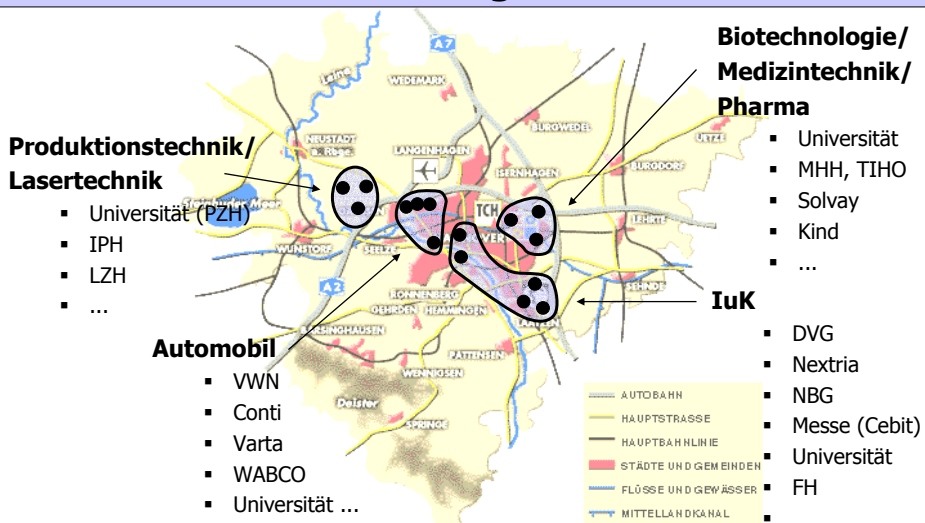 Biotechnologie/
Medizintechnik/
Pharma
▪ Universität
▪ MHH, TIHO
▪ Solvay
▪ Kind
▪ ...
Produktionstechnik/
Lasertechnik
▪ Universität (PZH)
▪ IPH
▪ LZH
▪ ...
Automobil
▪ VWN
▪ Conti
▪ Varta
▪ WABCO
▪ Universität ...
IuK
▪ DVG
▪ Nextria
▪ NBG
▪ Messe (Cebit)
▪ Universität
▪ FH
A7
Leine
WEDEMARK
NEUSTADT
a. Rbge.
BURGWEDEL
UETZE
LANGENHAGEN
ISERNHAGEN
BURGDORF
Steinhuder Meer
TCH
LEHRTE
WUNSTORF
SEELZE
A2
SEHNDE
RONNENBERG
GEHRDEN
HEMMINGEN
LAATZEN
BARSINGHAUSEN
PATTENSEN
WENNIGSEN
Deister
SPRINGE
AUTOBAHN
HAUPTSTRASSE
HAUPTBAHNLINIE
STÄDTE UND GEMEINDEN
FLÜSSE UND GEWÄSSER
MITTELLANDKANAL